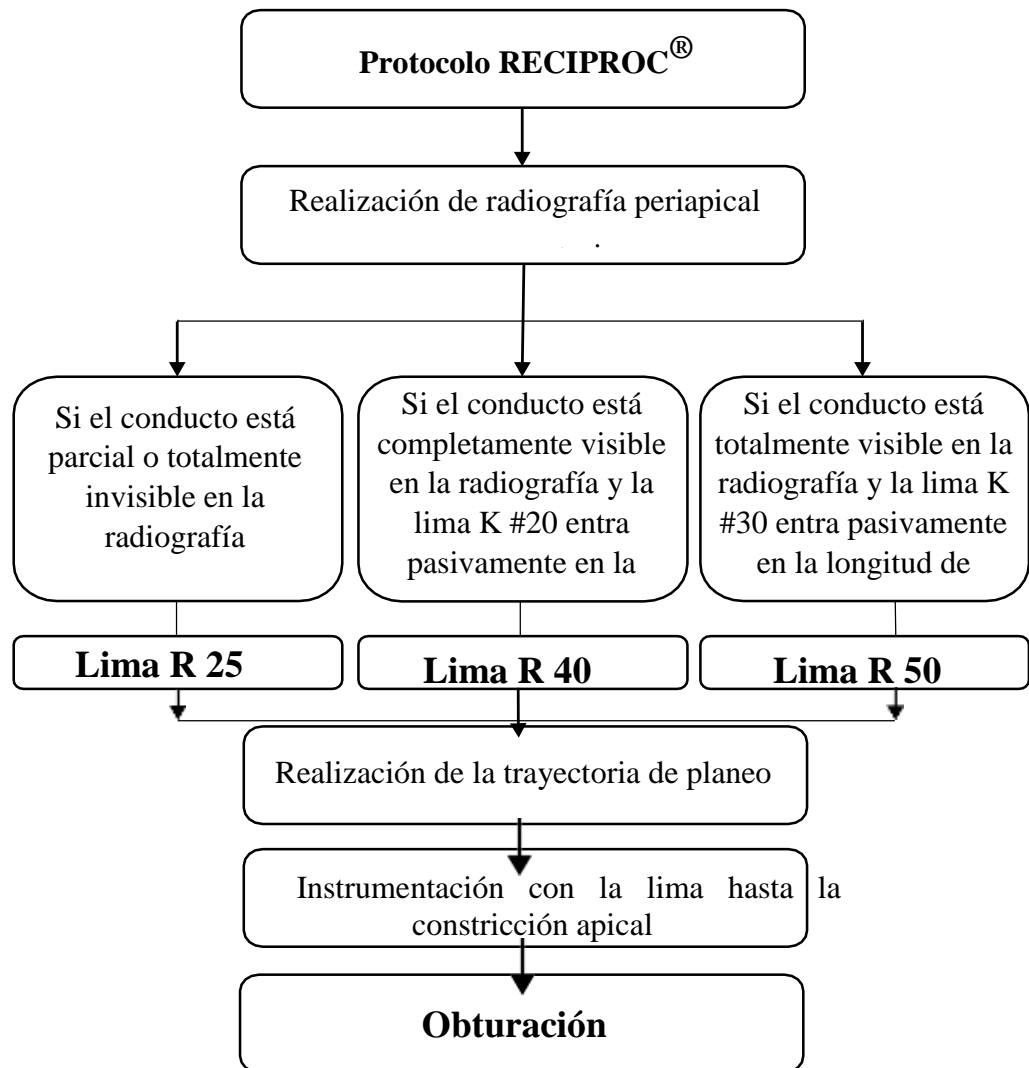 Protocolo RECIPROC®
Realización de radiografía periapical
Si el conducto está
parcial o totalmente
invisible en la
radiografía
Si el conducto está
completamente visible
en la radiografía y la
lima K #20 entra
pasivamente en la
Si el conducto está
totalmente visible en la
radiografía y la lima K
#30 entra pasivamente
en la longitud de
Lima R 25
Lima R 40
Lima R 50
Realización de la trayectoria de planeo
Instrumentación con la lima hasta la
constricción apical
Obturación